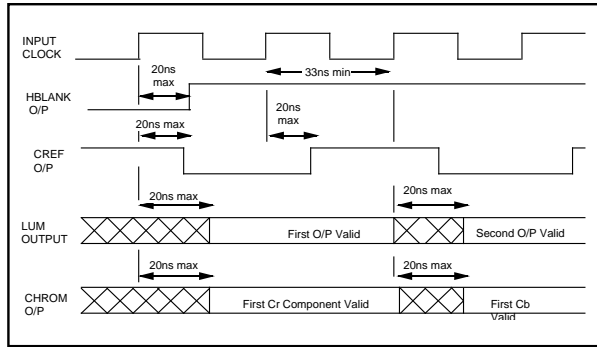 INPUT
CLOCK
20ns
max
33ns min
HBLANK
O/P
20ns max
20ns
max
CREF
O/P
20ns max
20ns max
LUM
OUTPUT
First O/P Valid
Second O/P Valid
20ns max
20ns max
CHROM
O/P
First Cr Component Valid
First Cb
Valid